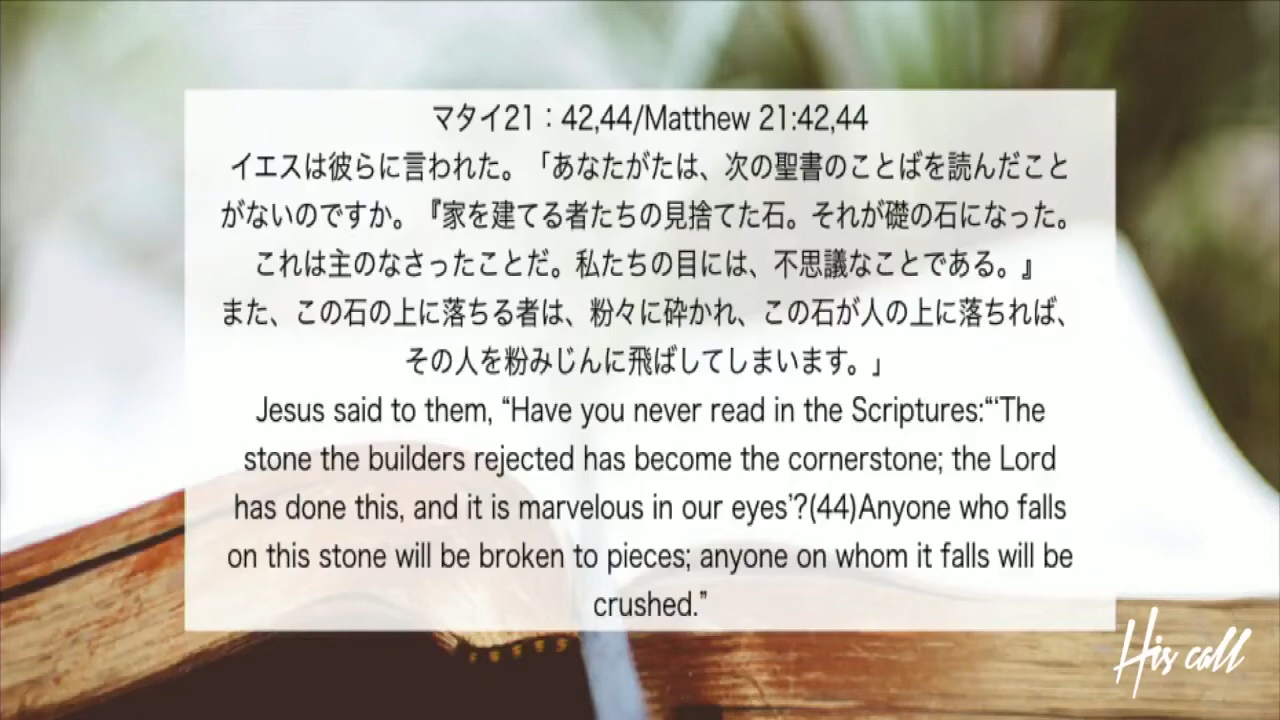 マタイ21：42,44/Matthew 21:42,44
イエスは彼らに言われた。「あなたがたは、次の聖書のことばを読んだこと
がないのですか。『家を建てる者たちの見捨てた石。それが礎の石になった。
これは主のなさったことだ。私たちの目には、不思議なことである。』
また、この石の上に落ちる者は、粉々に砕かれ、この石が人の上に落ちれば、
その人を粉みじんに飛ばしてしまいます。」
Jesus said to them, “Have you never read in the Scriptures:“‘The
stone the builders rejected has become the cornerstone; the Lord
has done this, and it is marvelous in our eyes’?(44)Anyone who falls
on this stone will be broken to pieces; anyone on whom it falls will be
crushed.”
His call